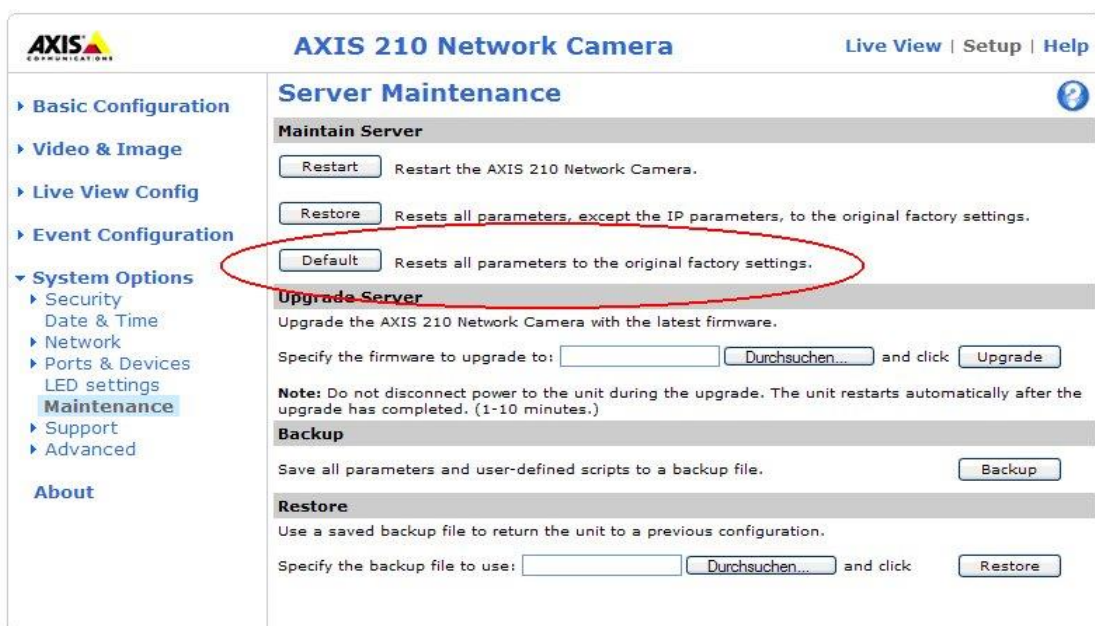 AXIS
COMMUNICATIONS
AXIS 210 Network Camera
Live View | Setup | Help
Basic Configuration
Video & Image
Live View Config
Event Configuration
System Options
Security
Date & Time
Network
Ports & Devices
LED settings
Maintenance
Support
Advanced
About
Server Maintenance
?
Maintain Server
Restart Restart the AXIS 210 Network Camera.
Restore Resets all parameters, except the IP parameters, to the original factory settings.
Default Resets all parameters to the original factory settings.
Upgrade Server
Upgrade the AXIS 210 Network Camera with the latest firmware.
Specify the firmware to upgrade to: Durchsuchen... and click Upgrade
Note: Do not disconnect power to the unit during the upgrade. The unit restarts automatically after the
upgrade has completed. (1-10 minutes.)
Backup
Save all parameters and user-defined scripts to a backup file. Backup
Restore
Use a saved backup file to return the unit to a previous configuration.
Specify the backup file to use: Durchsuchen... and click Restore